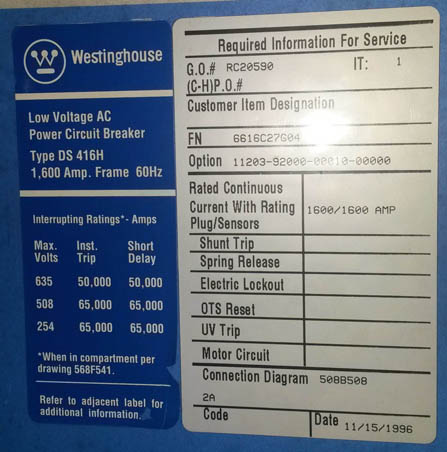 Westinghouse
Low Voltage AC
Power Circuit Breaker
Type DS 416H
1,600 Amp. Frame 60Hz
Interrupting Ratings*- Amps
Max. Inst. Short
Volts Trip Delay
635 50,000 50,000
508 65,000 65,000
254 65,000 65,000
*When in compartment per
drawing 568F541.
Refer to adjacent label for
additional information.
Required Information For Service
G.O.# RC20590 IT: 1
(C-H)P.O.#
Customer Item Designation
FN 6616C27G04
Option 11203-92000-00010-00000
Rated Continuous
Current With Rating 1600/1600 AMP
Plug/Sensors
Shunt Trip
Spring Release
Electric Lockout
OTS Reset
UV Trip
Motor Circuit
Connection Diagram 508B508
2A
Code Date 11/15/1996